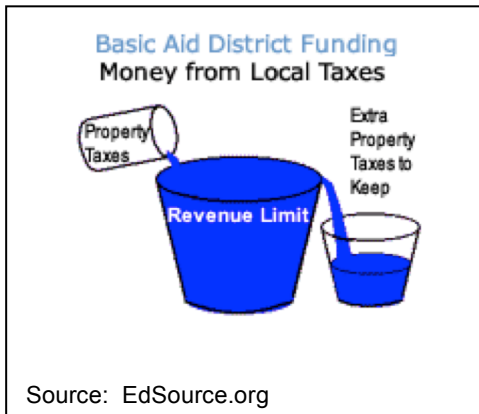 Basic Aid District Funding
Money from Local Taxes
Property
Taxes
Extra
Property
Taxes to
Keep
Revenue Limit
Source: EdSource.org